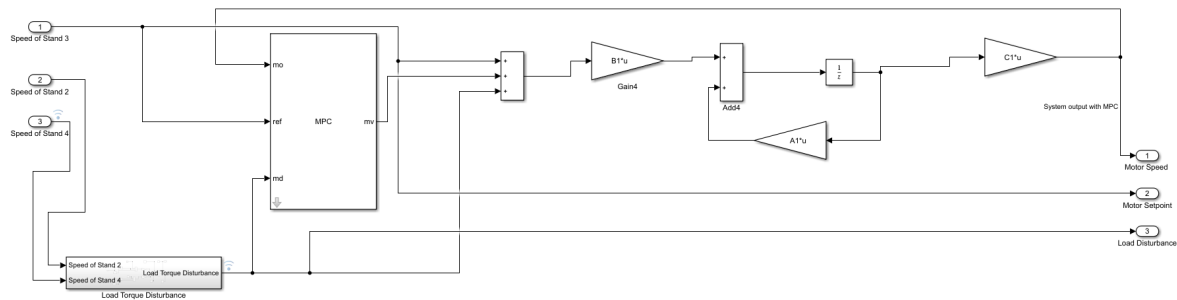 1
Speed of Stand 3
2
Speed of Stand 2
3
Speed of Stand 4
mo
ref
md
MPC
mv
+
+
+
B1*u
Gain4
+
+
Add4
1
z
A1*u
C1*u
System output with MPC
1
Motor Speed
2
Motor Setpoint
3
Load Disturbance
Speed of Stand 2
Speed of Stand 4
Load Torque Disturbance
Load Torque Disturbance